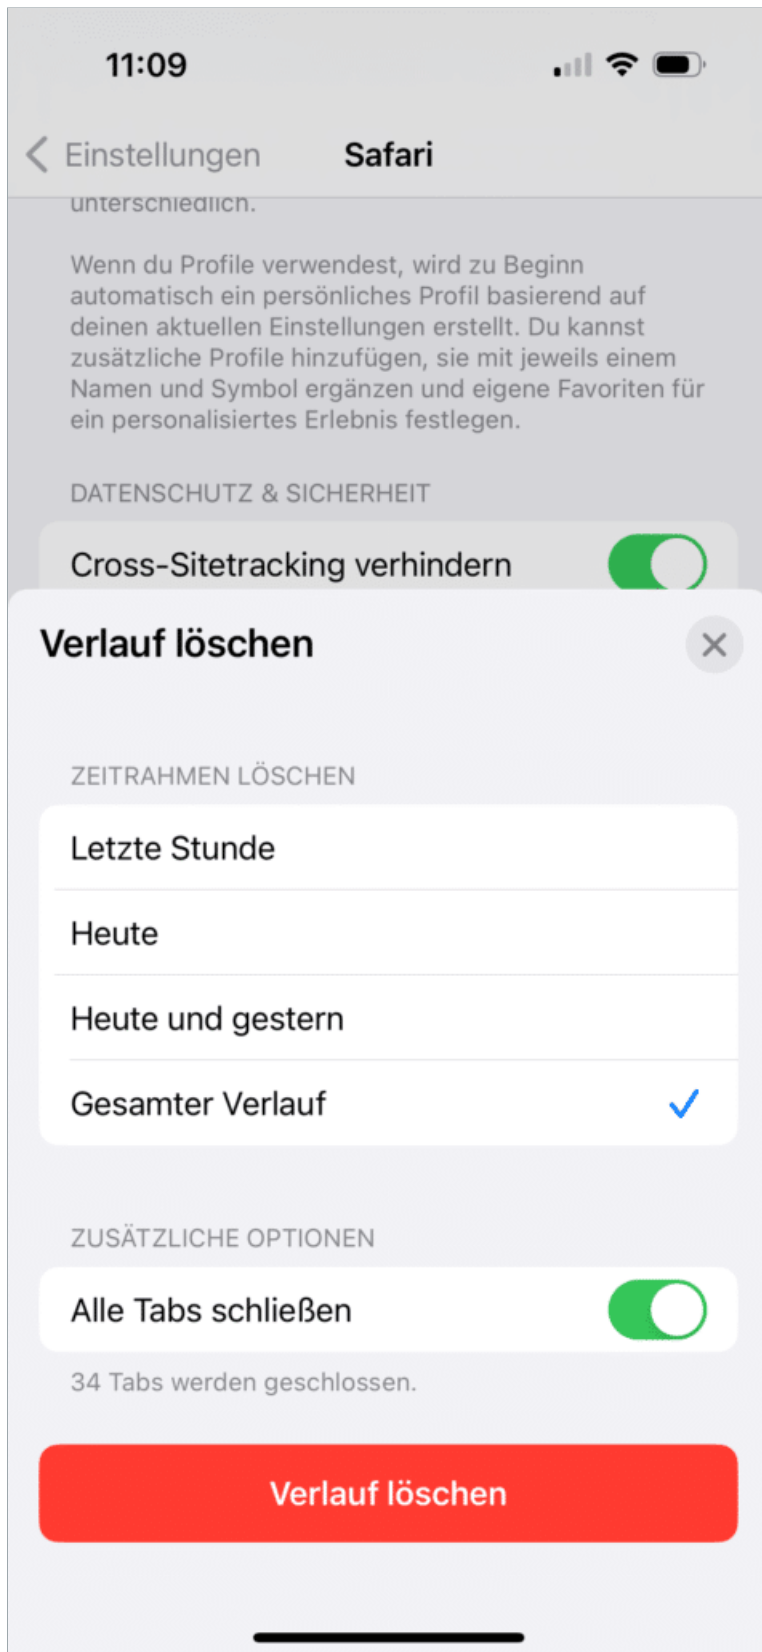 11:09
Einstellungen
Safari
unterschiedlich.
Wenn du Profile verwendest, wird zu Beginn
automatisch ein persönliches Profil basierend auf
deinen aktuellen Einstellungen erstellt. Du kannst
zusätzliche Profile hinzufügen, sie mit jeweils einem
Namen und Symbol ergänzen und eigene Favoriten für
ein personalisiertes Erlebnis festlegen.
DATENSCHUTZ & SICHERHEIT
Cross-Sitetracking verhindern
Verlauf löschen
ZEITRAHMEN LÖSCHEN
Letzte Stunde
Heute
Heute und gestern
Gesamter Verlauf
ZUSÄTZLICHE OPTIONEN
Alle Tabs schließen
34 Tabs werden geschlossen.
Verlauf löschen